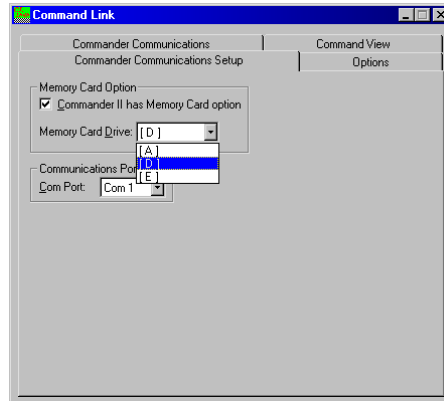 Command Link
Commander Communications
Command View
Commander Communications Setup
Options
Memory Card Option
Commander II has Memory Card option
Memory Card Drive: [ D ]
[ A ]
[ D ]
[ E ]
Communications Por
Com Port: Com 1